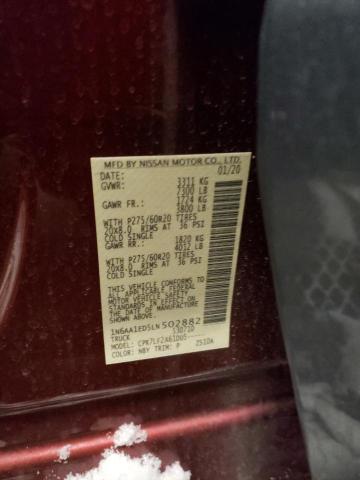 MFD BY NISSAN MOTOR CO., LTD.
DATE: 01/20
GVWR: 3311 KG
7300 LB
GAWR FR.: 1724 KG
3800 LB
WITH P275/60R20 TIRES
20X8.0 RIMS AT 36 PSI
COLD SINGLE
GAWR RR.: 1820 KG
4012 LB
WITH P275/60R20 TIRES
20X8.0 RIMS AT 36 PSI
COLD SINGLE
THIS VEHICLE CONFORMS TO
ALL APPLICABLE FEDERAL
MOTOR VEHICLE SAFETY
STANDARDS IN EFFECT ON
THE DATE OF MANUFACTURE
SHOWN ABOVE.
1N6AA1ED5LN502882
TRUCK 530710
MODEL:
COLOR: NBY TRIM: P